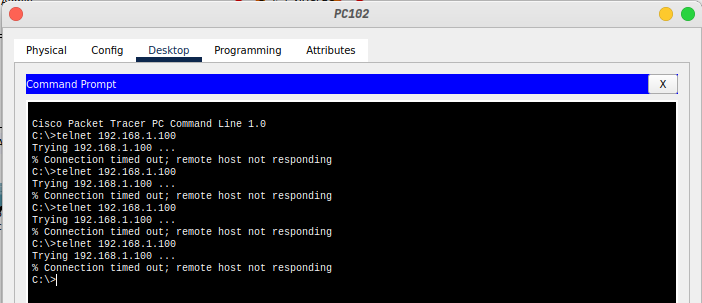 PC102
Physical Config Desktop Programming Attributes
Command Prompt X
Cisco Packet Tracer PC Command Line 1.0
C:\>telnet 192.168.1.100
Trying 192.168.1.100 ...
% Connection timed out; remote host not responding
C:\>telnet 192.168.1.100
Trying 192.168.1.100 ...
% Connection timed out; remote host not responding
C:\>telnet 192.168.1.100
Trying 192.168.1.100 ...
% Connection timed out; remote host not responding
C:\>telnet 192.168.1.100
Trying 192.168.1.100 ...
% Connection timed out; remote host not responding
C:\>